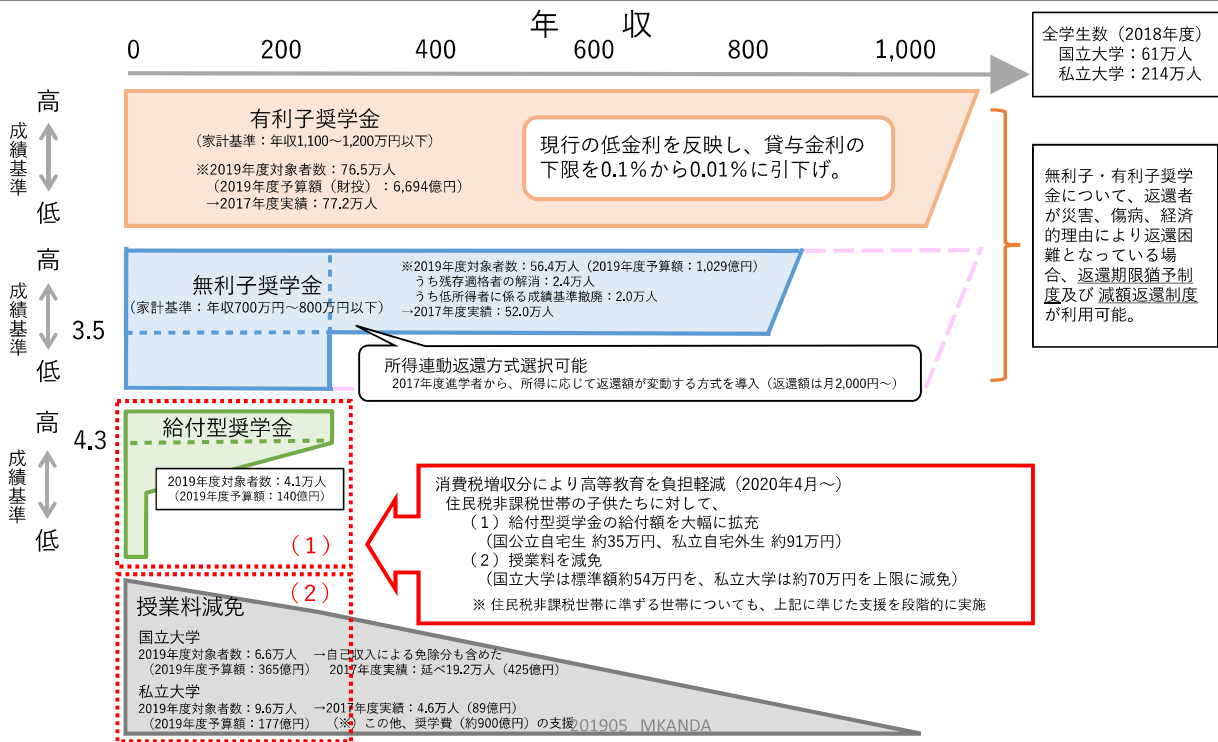 年 収
0 200 400 600 800 1,000
全学生数（2018年度）
国立大学：61万人
私立大学：214万人
高
成績基準
低
有利子奨学金
（家計基準：年収1,100～1,200万円以下）
※2019年度対象者数：76.5万人
（2019年度予算額（財投）：6,694億円）
→2017年度実績：77.2万人
現行の低金利を反映し、貸与金利の
下限を0.1%から0.01%に引下げ。
無利子・有利子奨学
金について、返還者
が災害、傷病、経済
的理由により返還困
難となっている場
合、返還期限猶予制
度及び 減額返還制度
が利用可能。
高
成績基準
3.5
低
無利子奨学金
（家計基準：年収700万円～800万円以下）
※2019年度対象者数：56.4万人（2019年度予算額：1,029億円）
うち残存適格者の解消：2.4万人
うち低所得者に係る成績基準撤廃：2.0万人
→2017年度実績：52.0万人
所得連動返還方式選択可能
2017年度進学者から、所得に応じて返還額が変動する方式を導入（返還額は月2,000円～）
高
4.3
成績基準
低
給付型奨学金
2019年度対象者数：4.1万人
（2019年度予算額：140億円）
（1）
消費税増収分により高等教育を負担軽減（2020年4月～）
住民税非課税世帯の子供たちに対して、
（１）給付型奨学金の給付額を大幅に拡充
（国公立自宅生 約35万円、私立自宅外生 約91万円）
（２）授業料を減免
（国立大学は標準額約54万円を、私立大学は約70万円を上限に減免）
※ 住民税非課税世帯に準ずる世帯についても、上記に準じた支援を段階的に実施
（2）
授業料減免
国立大学
2019年度対象者数：6.6万人 →自己収入による免除分も含めた
（2019年度予算額：365億円） 2017年度実績：延べ19.2万人（425億円）
私立大学
2019年度対象者数：9.6万人 →2017年度実績：4.6万人（89億円）
（2019年度予算額：177億円） （※）この他、奨学費（約900億円）の支援
201905 MKANDA